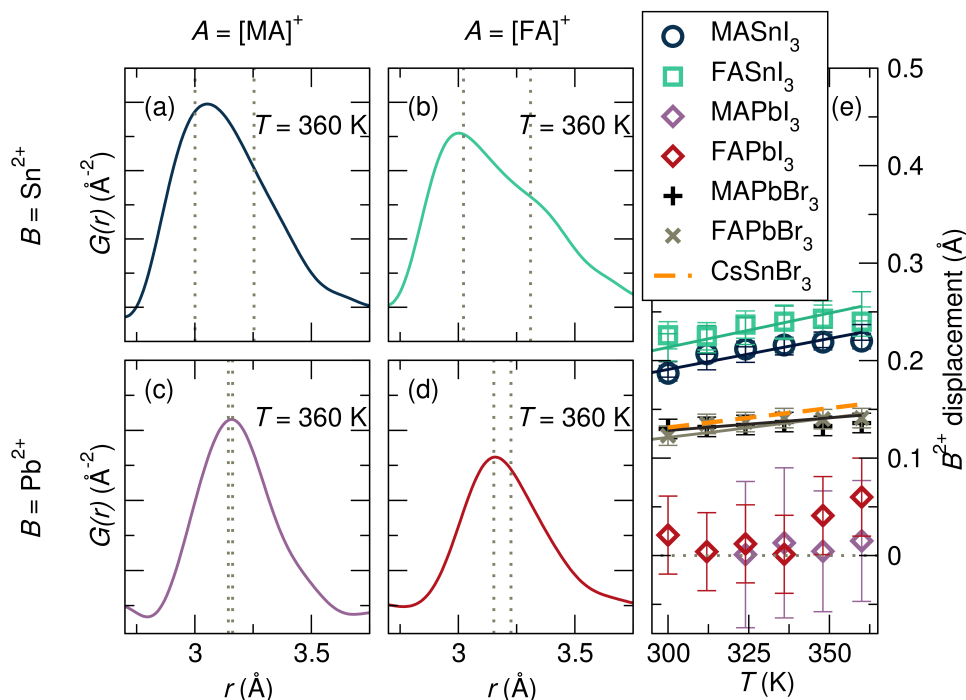 A = [MA]⁺
A = [FA]⁺
B = Sn²⁺
B = Pb²⁺
(a)
T = 360 K
G(r) (Å⁻²)
(b)
T = 360 K
(c)
T = 360 K
G(r) (Å⁻²)
3
3.5
r (Å)
(d)
T = 360 K
3
3.5
r (Å)
MASnI₃
FASnI₃
MAPbI₃
FAPbI₃
MAPbBr₃
FAPbBr₃
CsSnBr₃
(e)
0.5
0.4
0.3
0.2
0.1
0
B²⁺ displacement (Å)
300
325
350
T (K)